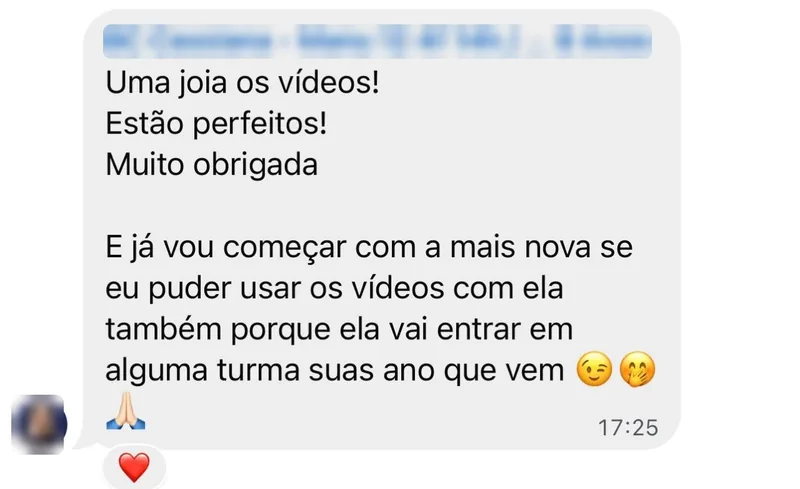 Uma joia os vídeos!
Estão perfeitos!
Muito obrigada
E já vou começar com a mais nova se
eu puder usar os vídeos com ela
também porque ela vai entrar em
alguma turma suas ano que vem 😉🤭
🙏🏻
17:25